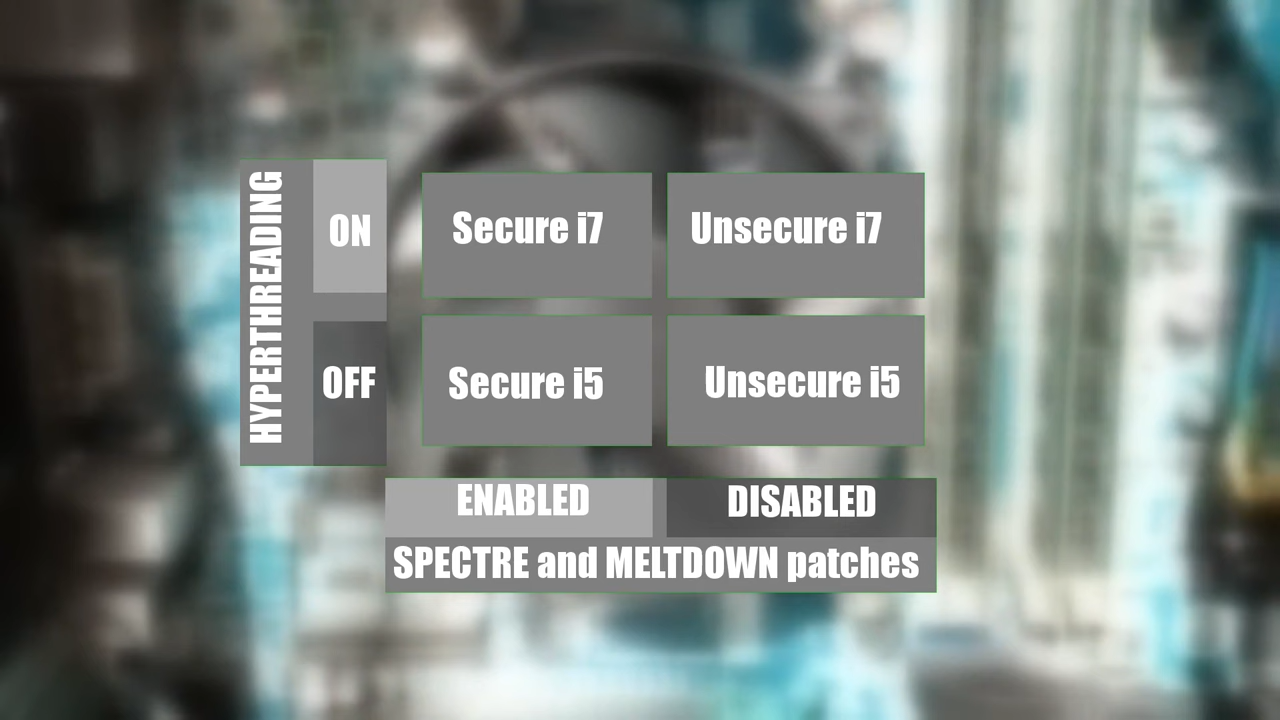 HYPERTHREADING
ON
Secure i7
Unsecure i7
OFF
Secure i5
Unsecure i5
ENABLED
DISABLED
SPECTRE and MELTDOWN patches